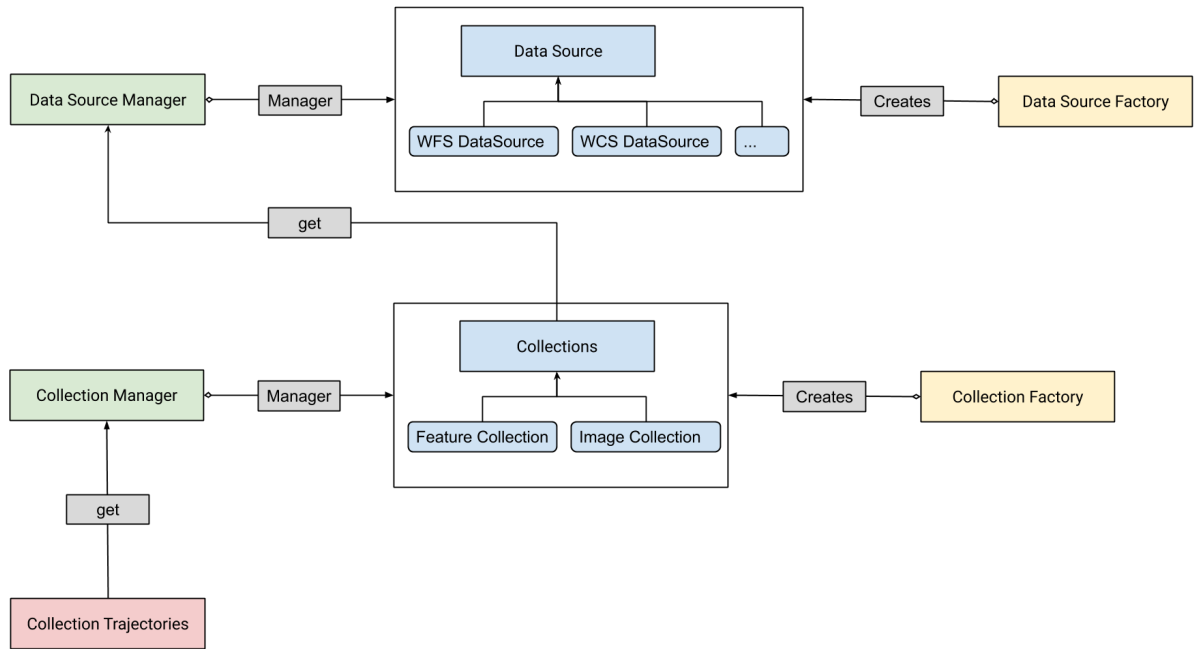 Data Source
Data Source Manager
Manager
Creates
Data Source Factory
WFS DataSource
WCS DataSource
...
get
Collections
Collection Manager
Manager
Creates
Collection Factory
Feature Collection
Image Collection
get
Collection Trajectories